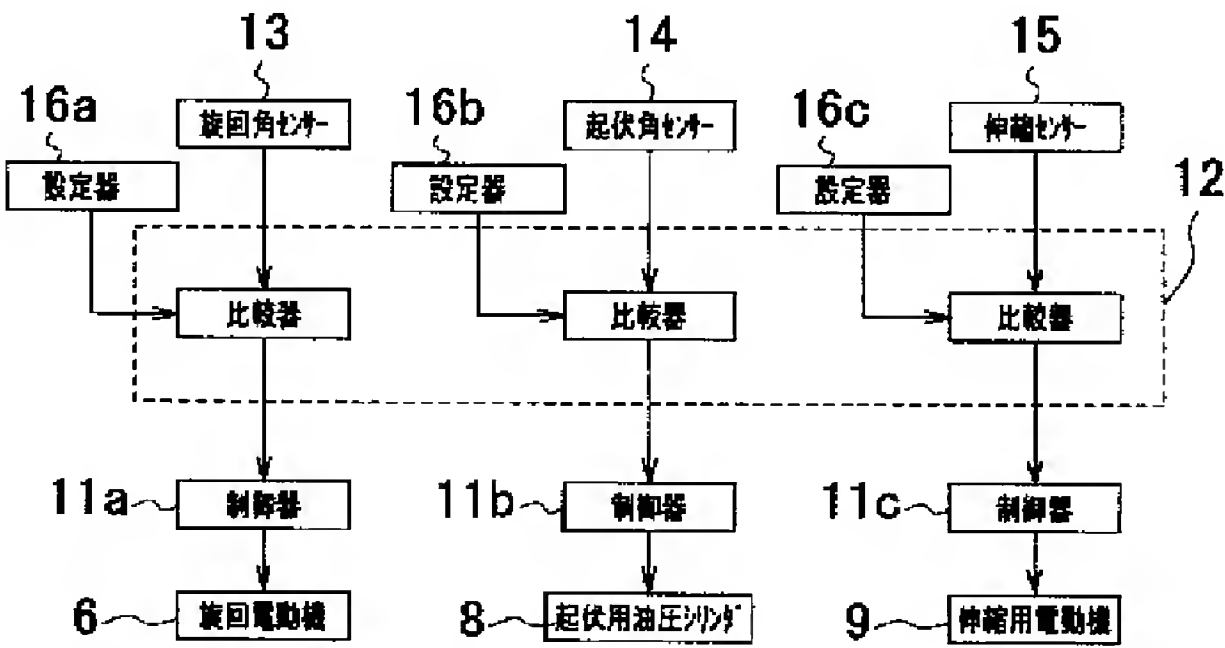 13
14
15
16a
旋回角センサー
16b
起伏角センサー
16c
伸縮センサー
設定器
設定器
設定器
12
比較器
比較器
比較器
11a
制御器
11b
制御器
11c
制御器
6
旋回電動機
8
起伏用油圧シリンダ
9
伸縮用電動機